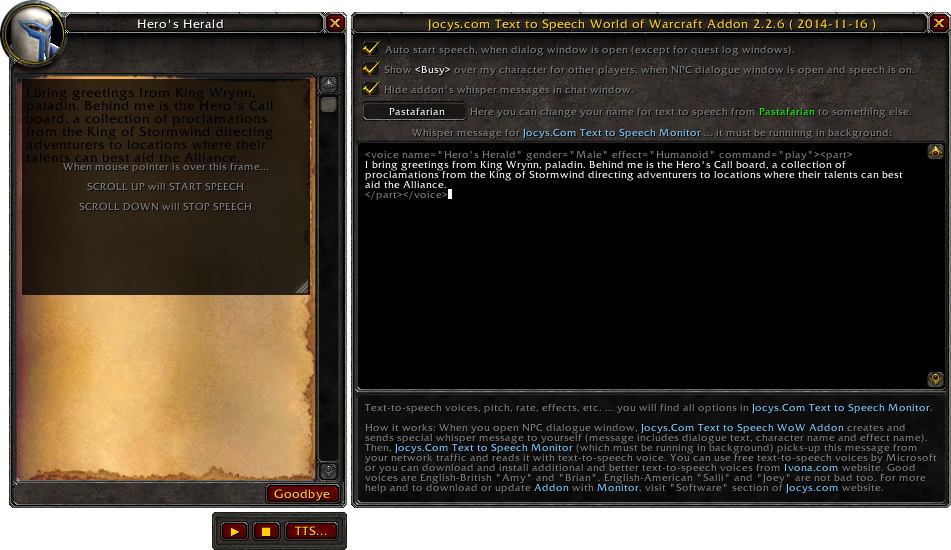 Hero's Herald
I bring greetings from King Wrynn,
paladin. Behind me is the Hero's Call
board, a collection of proclamations
from the King of Stormwind directing
adventurers to locations where their
talents can best aid the Alliance.
When mouse pointer is over this frame...
SCROLL UP will START SPEECH
SCROLL DOWN will STOP SPEECH
Goodbye
TTS...
Jocys.com Text to Speech World of Warcraft Addon 2.2.6 ( 2014-11-16 )
Auto start speech, when dialog window is open (except for quest log windows).
Show <Busy> over my character for other players, when NPC dialogue window is open and speech is on.
Hide addon's whisper messages in chat window.
Pastafarian Here you can change your name for text to speech from Pastafarian to something else.
Whisper message for Jocys.Com Text to Speech Monitor ... it must be runnning in background:
<voice name="Hero's Herald" gender="Male" effect="Humanoid" command="play"><part>
I bring greetings from King Wrynn, paladin. Behind me is the Hero's Call board, a collection of
proclamations from the King of Stormwind directing adventurers to locations where their talents can best
aid the Alliance.
</part></voice>
Text-to-speech voices, pitch, rate, effects, etc. ... you will find all options in Jocys.Com Text to Speech Monitor.
How it works: When you open NPC dialogue window, Jocys.Com Text to Speech WoW Addon creates and
sends special whisper message to yourself (message includes dialogue text, character name and effect name).
Then, Jocys.Com Text to Speech Monitor (which must be running in background) picks-up this message from
your network traffic and reads it with text-to-speech voice. You can use free text-to-speech voices by Microsoft
or you can download and install additional and better text-to-speech voices from Ivona.com website. Good
voices are English-British "Amy" and "Brian". English-American "Salli" and "Joey" are not bad too. For more
help and to download or update Addon with Monitor, visit "Software" section of Jocys.com website.